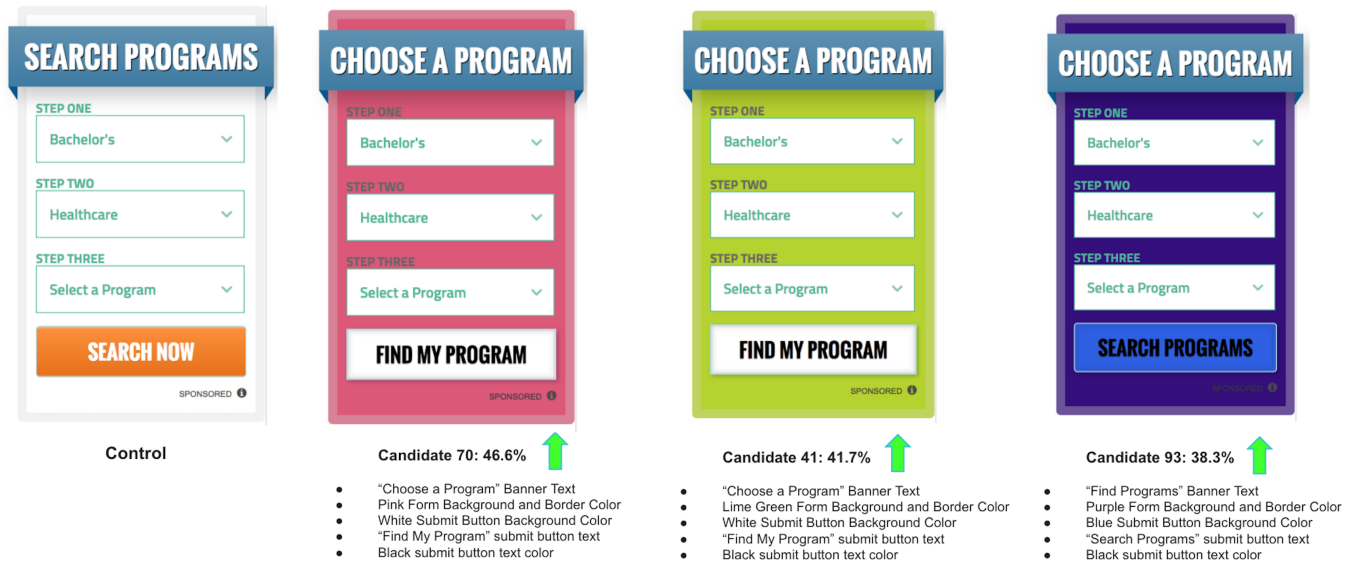 SEARCH PROGRAMS
STEP ONE
Bachelor's
STEP TWO
Healthcare
STEP THREE
Select a Program
SEARCH NOW
SPONSORED
Control
CHOOSE A PROGRAM
STEP ONE
Bachelor's
STEP TWO
Healthcare
STEP THREE
Select a Program
FIND MY PROGRAM
SPONSORED
Candidate 70: 46.6%
● “Choose a Program” Banner Text
● Pink Form Background and Border Color
● White Submit Button Background Color
● “Find My Program” submit button text
● Black submit button text color
CHOOSE A PROGRAM
STEP ONE
Bachelor's
STEP TWO
Healthcare
STEP THREE
Select a Program
FIND MY PROGRAM
SPONSORED
Candidate 41: 41.7%
● “Choose a Program” Banner Text
● Lime Green Form Background and Border Color
● White Submit Button Background Color
● “Find My Program” submit button text
● Black submit button text color
CHOOSE A PROGRAM
STEP ONE
Bachelor's
STEP TWO
Healthcare
STEP THREE
Select a Program
SEARCH PROGRAMS
SPONSORED
Candidate 93: 38.3%
● “Find Programs” Banner Text
● Purple Form Background and Border Color
● Blue Submit Button Background Color
● “Search Programs” submit button text
● Black submit button text color